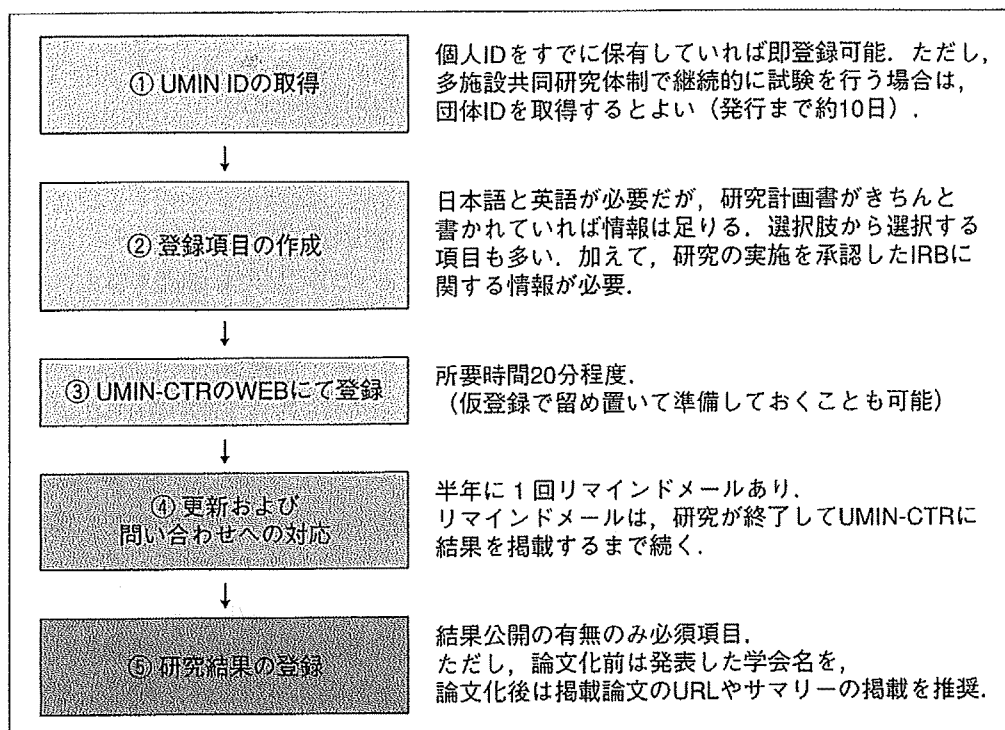 ① UMIN IDの取得
個人IDをすでに保有していれば即登録可能．ただし，
多施設共同研究体制で継続的に試験を行う場合は，
団体IDを取得するとよい（発行まで約10日）．
↓
② 登録項目の作成
日本語と英語が必要だが，研究計画書がきちんと
書かれていれば情報は足りる．選択肢から選択する
項目も多い．加えて，研究の実施を承認したIRBに
関する情報が必要．
↓
③ UMIN-CTRのWEBにて登録
所要時間20分程度．
（仮登録で留め置いて準備しておくことも可能）
↓
④ 更新および
問い合わせへの対応
半年に１回リマインドメールあり．
リマインドメールは，研究が終了してUMIN-CTRに
結果を掲載するまで続く．
↓
⑤ 研究結果の登録
結果公開の有無のみ必須項目．
ただし，論文化前は発表した学会名を，
論文化後は掲載論文のURLやサマリーの掲載を推奨．